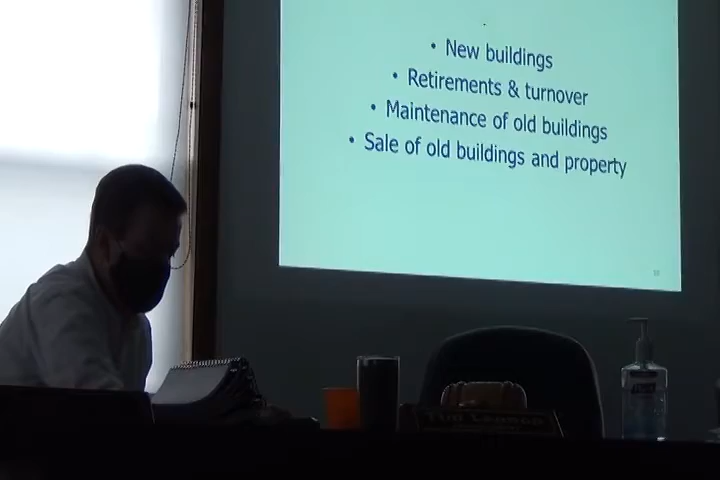 • New buildings
• Retirements & turnover
• Maintenance of old buildings
• Sale of old buildings and property